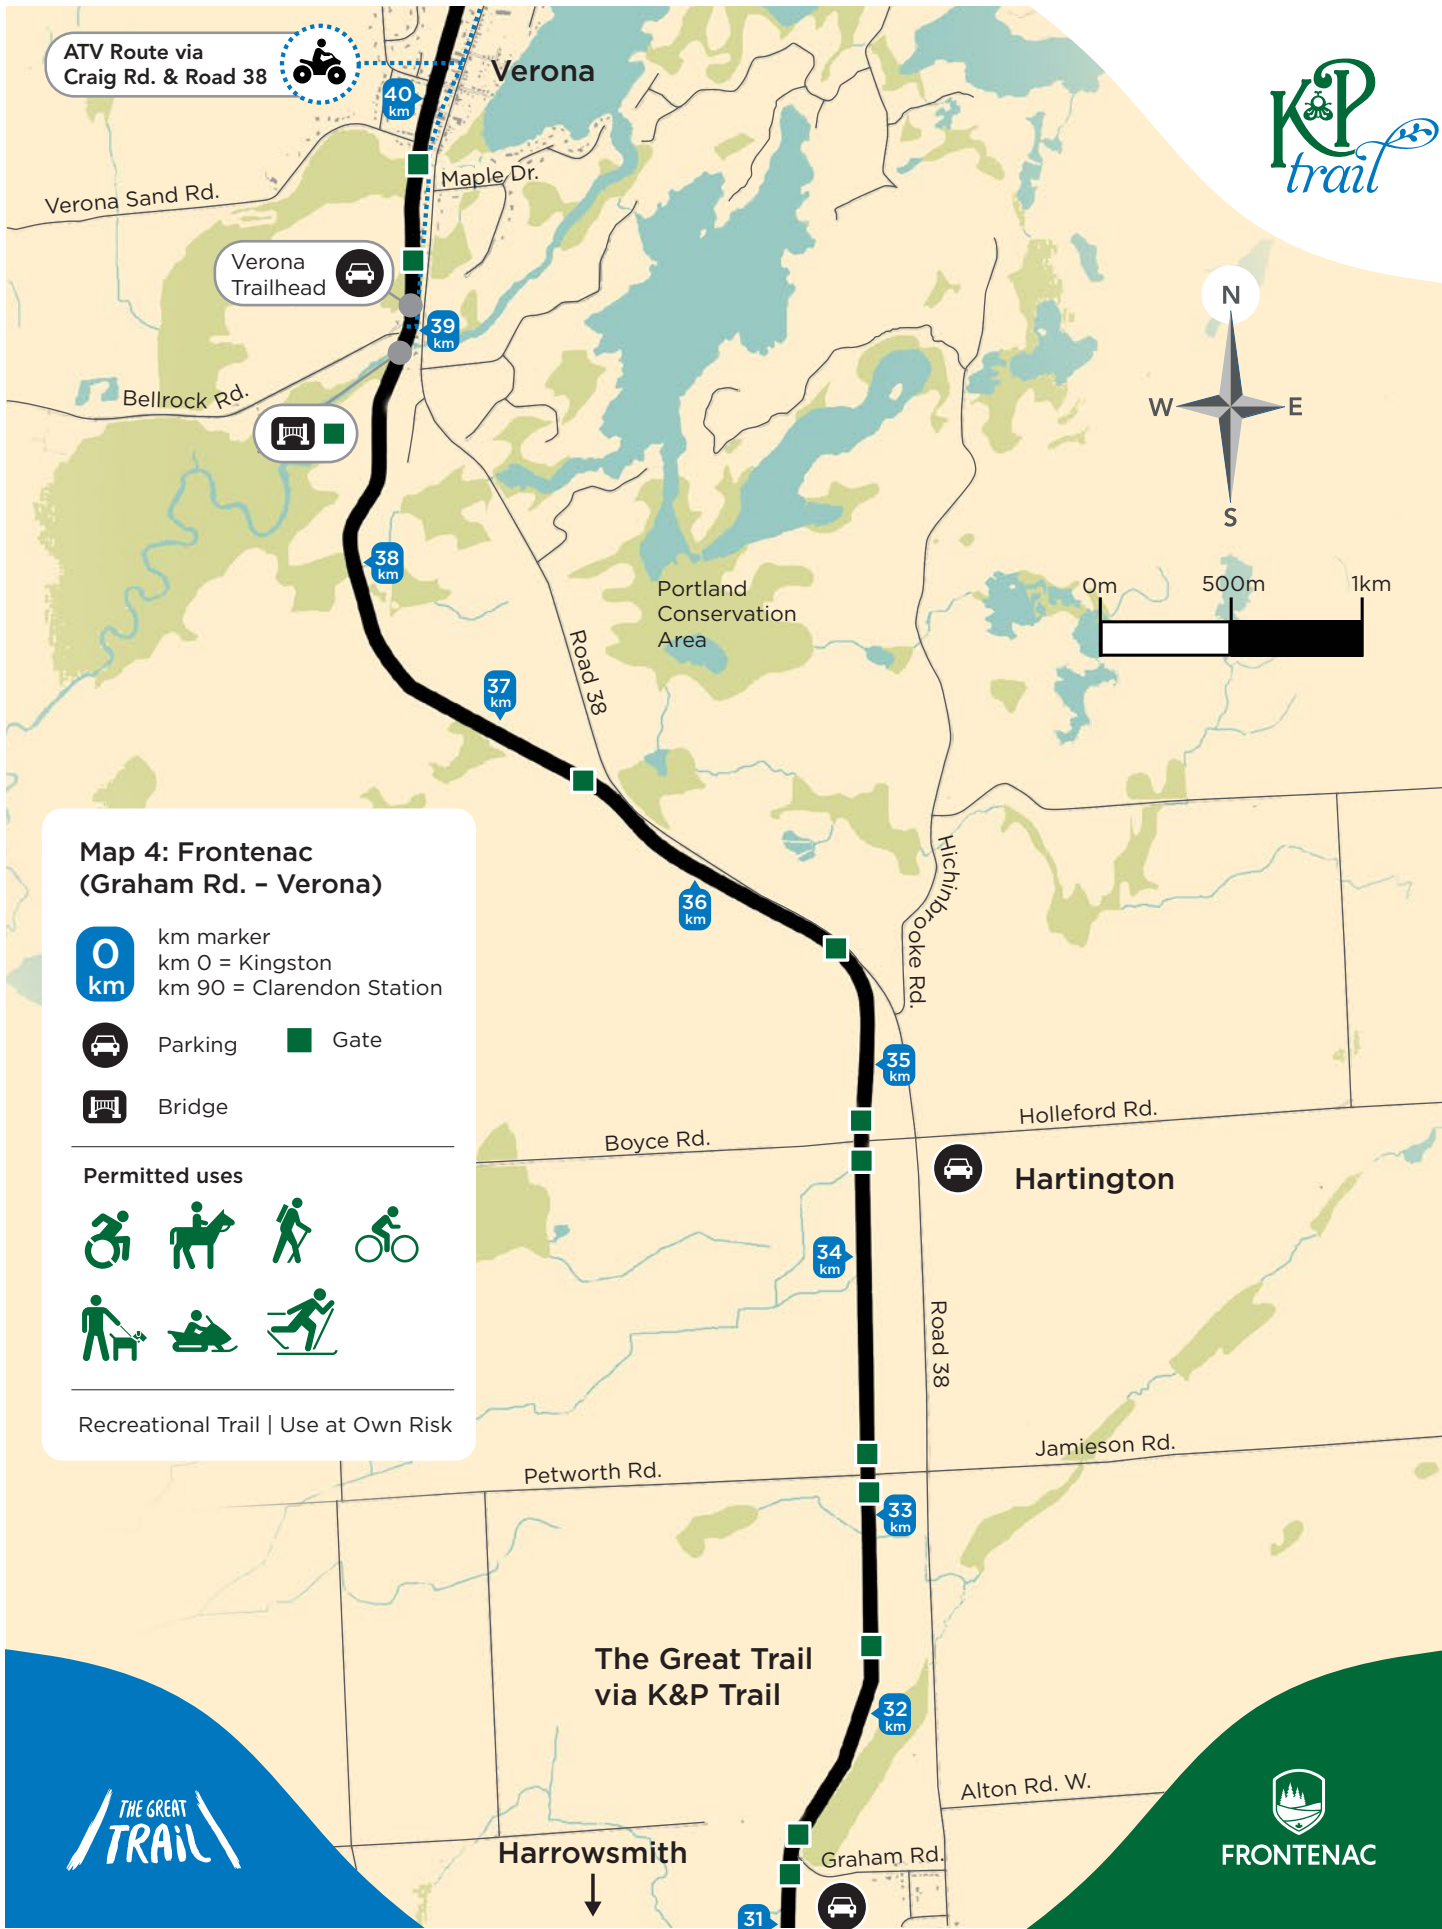 ATV Route via
Craig Rd. & Road 38
40
km
Verona
K&P
trail
Maple Dr.
Verona Sand Rd.
Verona
Trailhead
39
km
N
W
E
S
Bellrock Rd.
38
km
0m
500m
1km
Portland
Conservation
Area
Road 38
37
km
Map 4: Frontenac
(Graham Rd. – Verona)
0
km
km marker
km 0 = Kingston
km 90 = Clarendon Station
Parking
Gate
Bridge
Permitted uses
Recreational Trail | Use at Own Risk
36
km
Hichinbrooke Rd.
35
km
Holleford Rd.
Boyce Rd.
Hartington
34
km
Road 38
Jamieson Rd.
Petworth Rd.
33
km
The Great Trail
via K&P Trail
32
km
Alton Rd. W.
THE GREAT
TRAiL
Harrowsmith
Graham Rd.
FRONTENAC
31